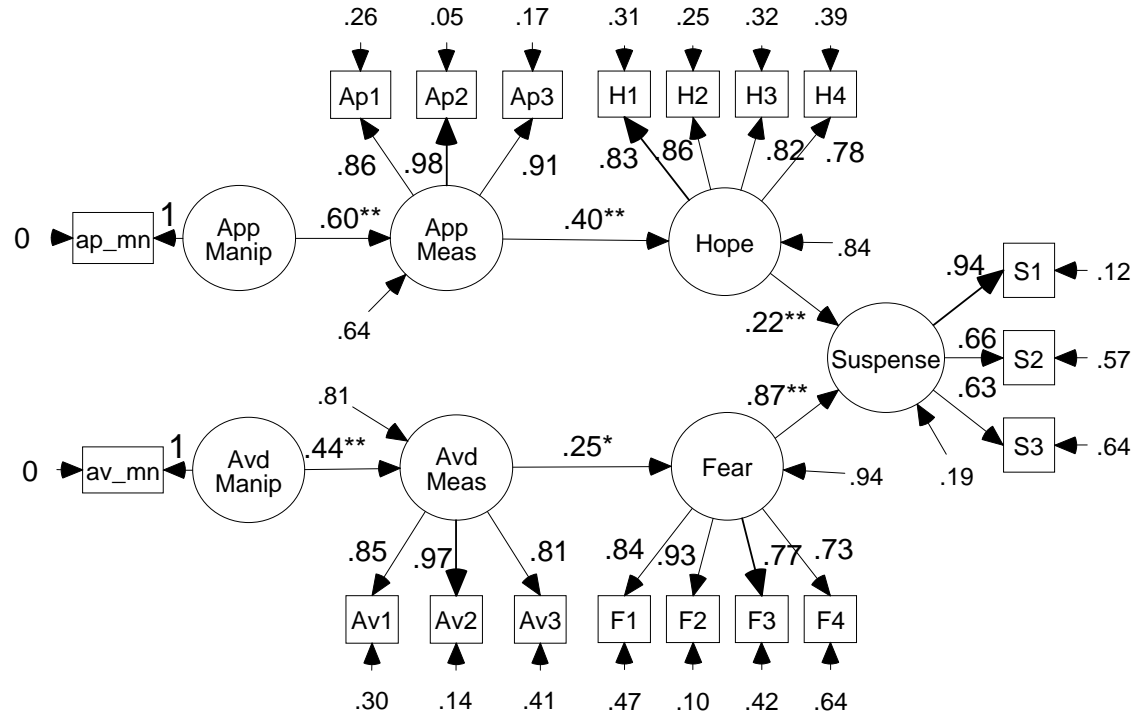 .26 .05 .17 .31 .25 .32 .39
Ap1 Ap2 Ap3 H1 H2 H3 H4
.86 .98 .91 .83 .86 .82 .78
0 ap_mn 1 App Manip .60** App Meas .40** Hope .84
.64
.94 S1 .12
.22**
Suspense .66 S2 .57
.87** .63
S3 .64
.19
.81
0 av_mn 1 Avd Manip .44** Avd Meas .25* Fear .94
.85 .97 .81 .84 .93 .77 .73
Av1 Av2 Av3 F1 F2 F3 F4
.30 .14 .41 .47 .10 .42 .64